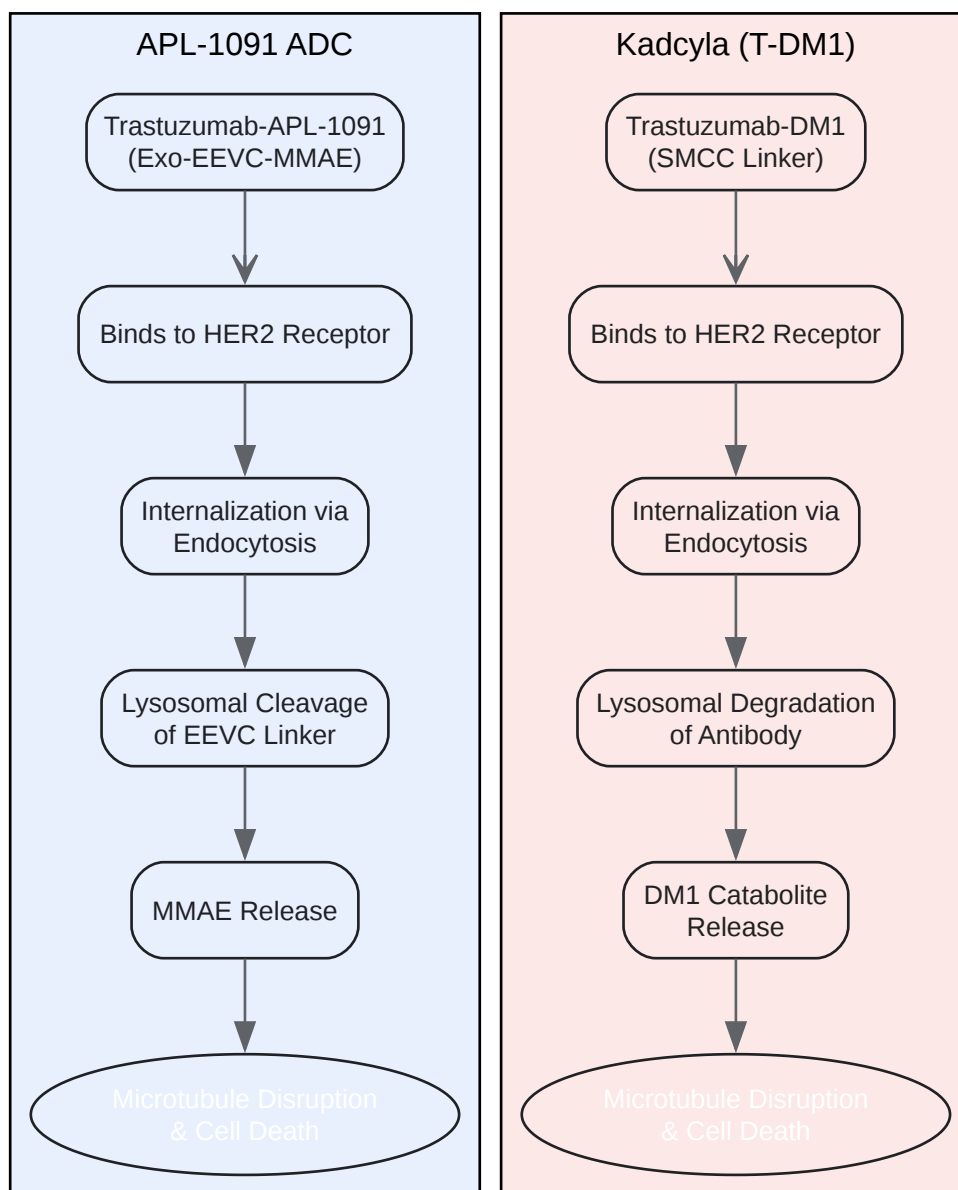 APL-1091 ADC
Trastuzumab-APL-1091
(Exo-EEVC-MMAE)
Binds to HER2 Receptor
Internalization via
Endocytosis
Lysosomal Cleavage
of EEVC Linker
MMAE Release
Microtubule Disruption
& Cell Death
Kadcyla (T-DM1)
Trastuzumab-DM1
(SMCC Linker)
Binds to HER2 Receptor
Internalization via
Endocytosis
Lysosomal Degradation
of Antibody
DM1 Catabolite
Release
Microtubule Disruption
& Cell Death